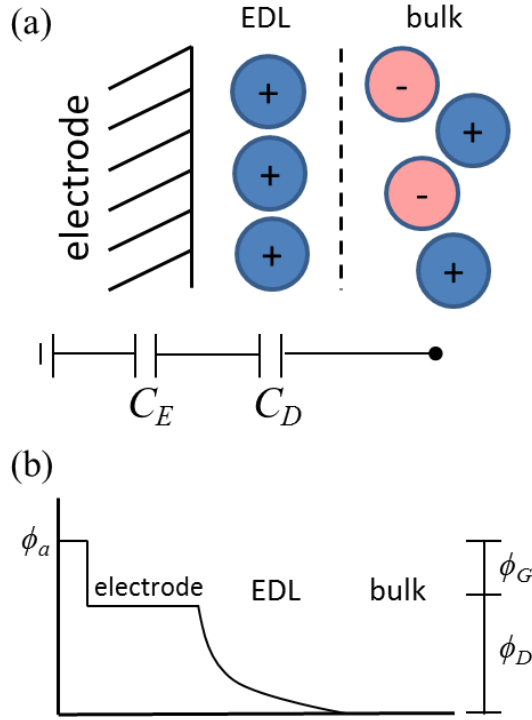 (a)
EDL
bulk
electrode
+
+
+
-
+
-
+
C_E
C_D
(b)
ϕ_a
electrode
EDL
bulk
ϕ_G
ϕ_D